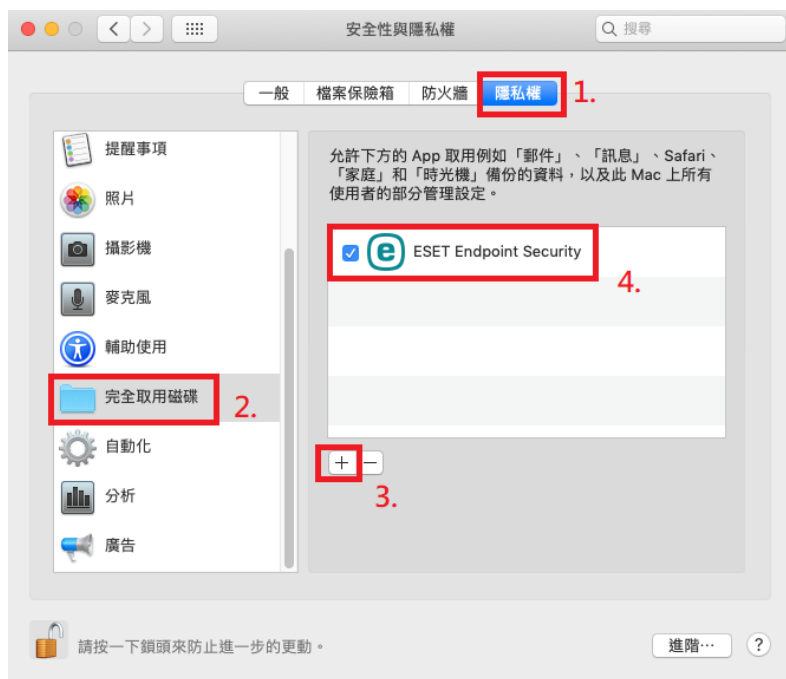 安全性與隱私權
搜尋
一般 檔案保險箱 防火牆 隱私權 1.
提醒事項
照片
攝影機
麥克風
輔助使用
完全取用磁碟 2.
自動化
分析
廣告
允許下方的 App 取用例如「郵件」、「訊息」、Safari、
「家庭」和「時光機」備份的資料，以及此 Mac 上所有
使用者的部分管理設定。
e ESET Endpoint Security
4.
+ −
3.
請按一下鎖頭來防止進一步的更動。
進階⋯ ?